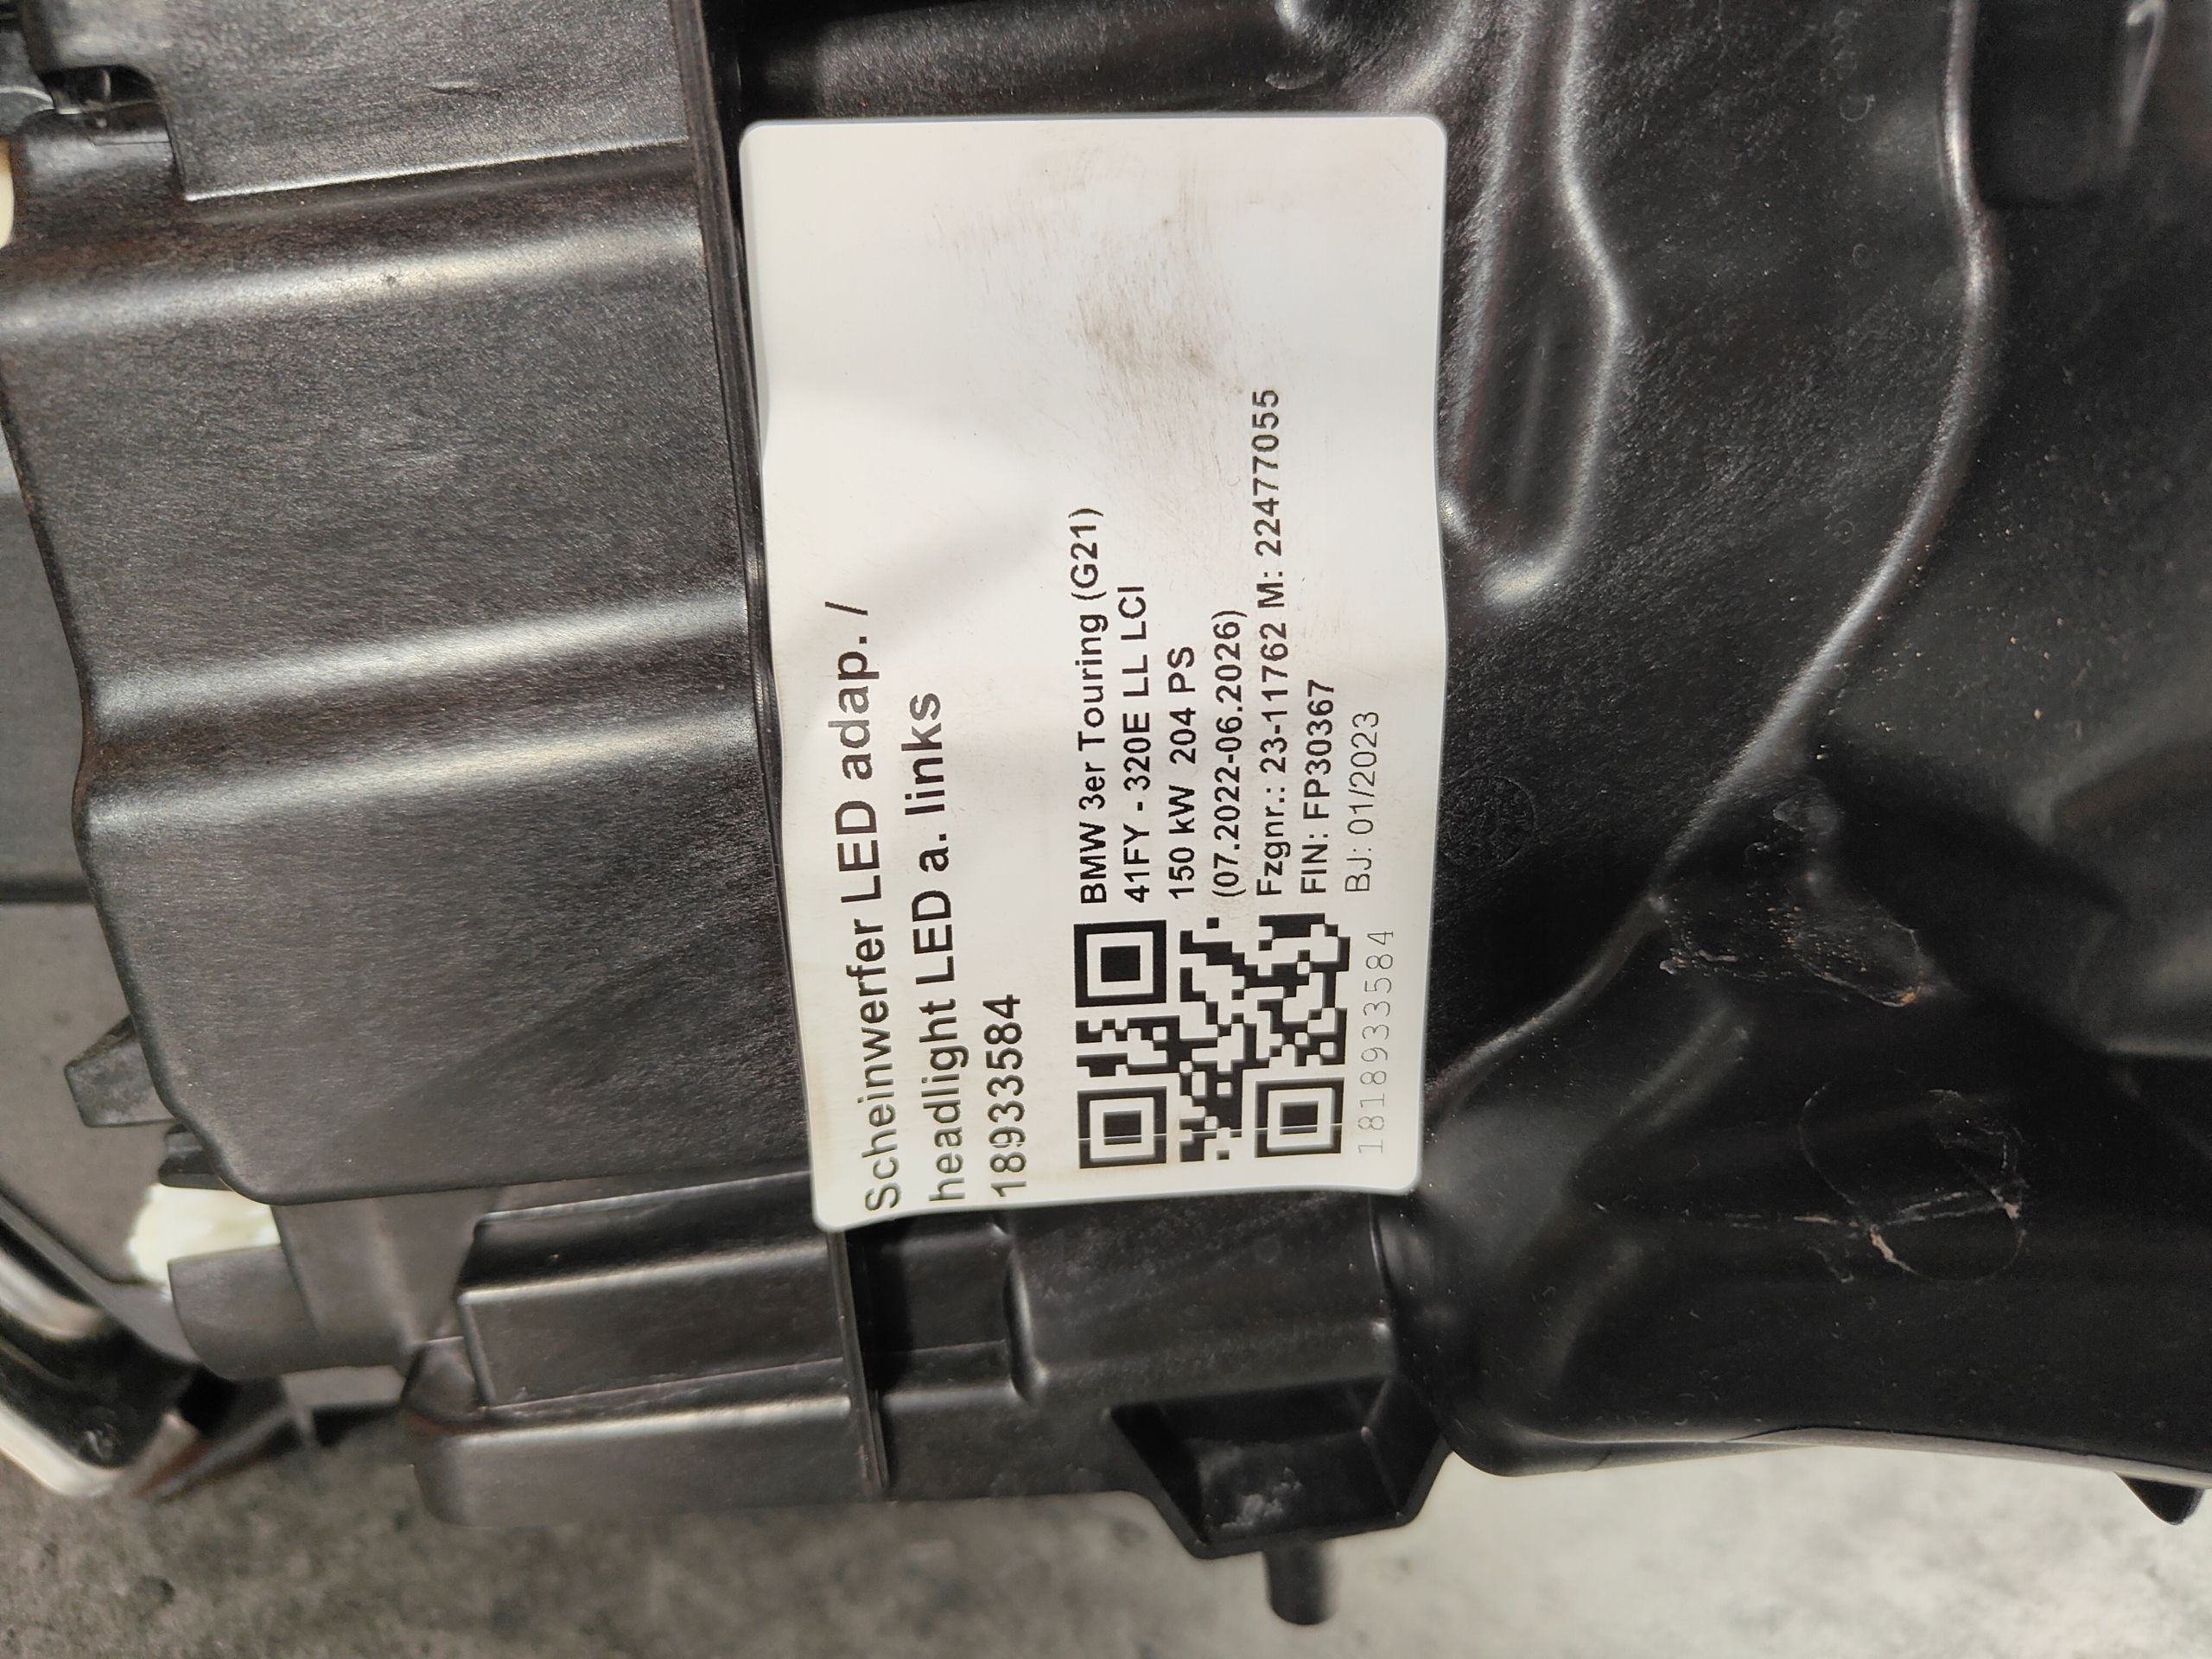 Scheinwerfer LED adap. /
headlight LED a. links
18933584
BMW 3er Touring (G21)
41FY - 320E LL LCI
150 kW 204 PS
(07.2022-06.2026)
Fzgnr.: 23-11762 M: 22477055
FIN: FP30367
BJ: 01/2023
1818933584